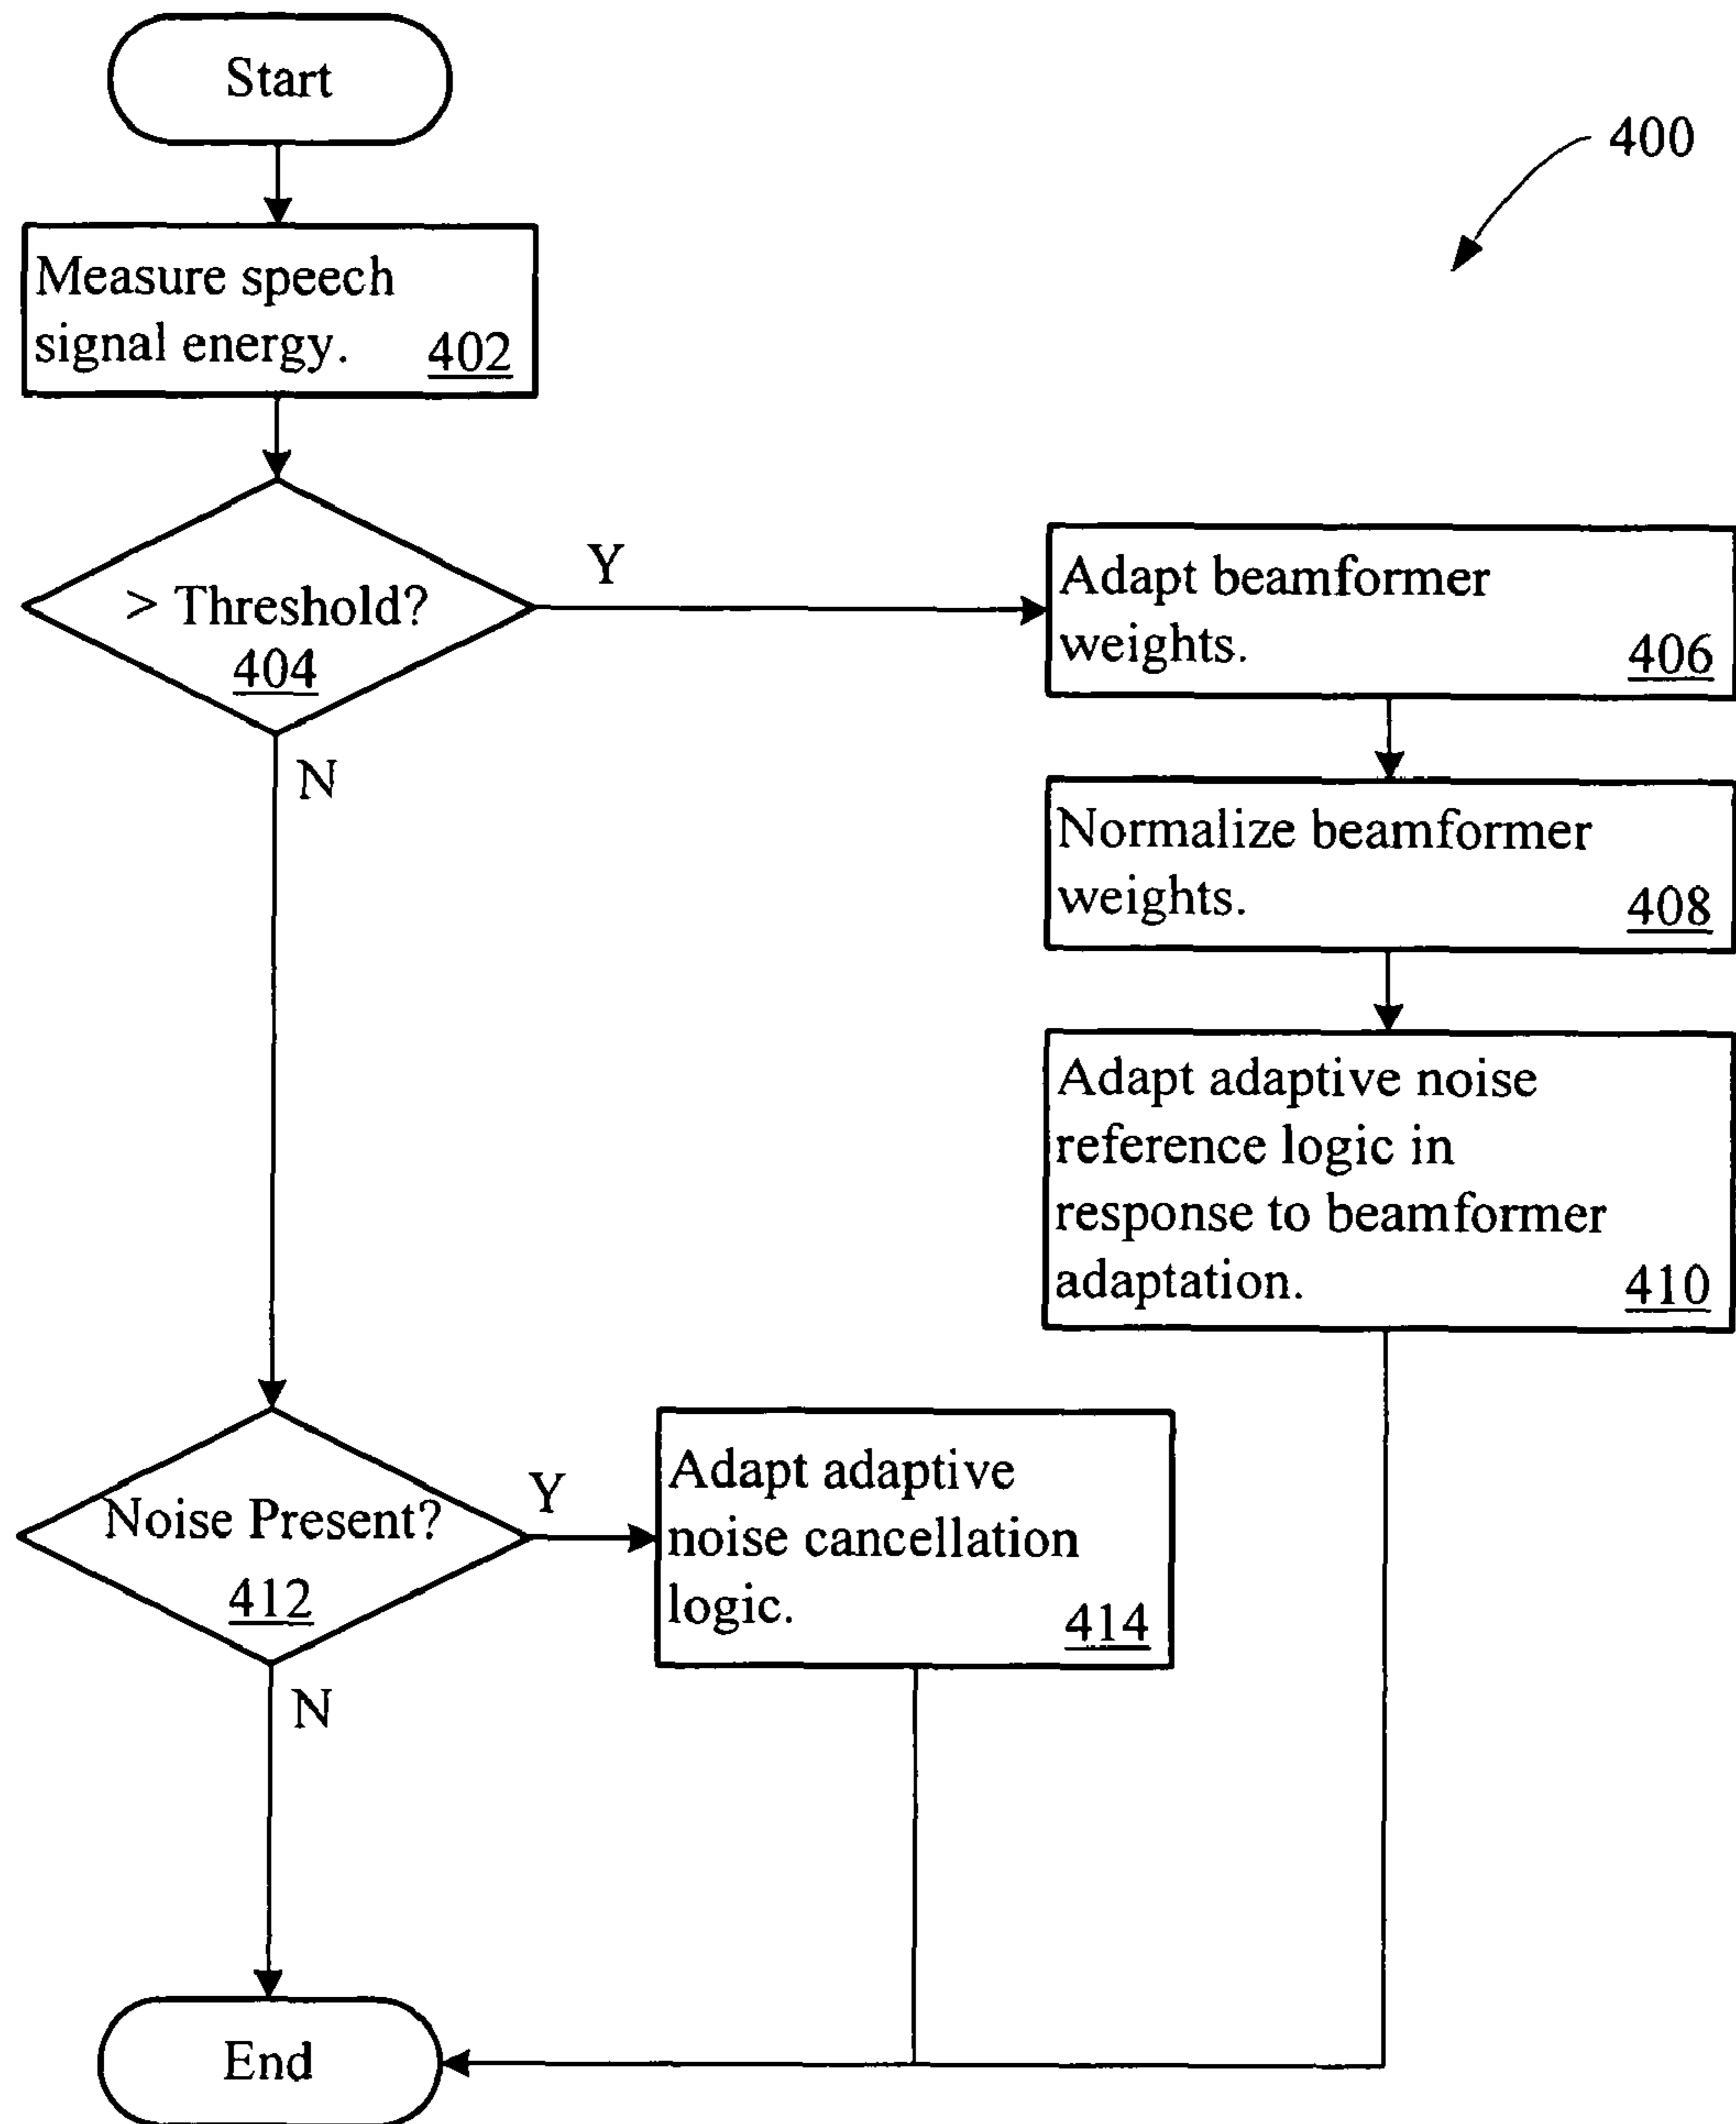 Start
400
Measure speech
signal energy. 402
> Threshold?
404
Y
N
Adapt beamformer
weights. 406
Normalize beamformer
weights. 408
Adapt adaptive noise
reference logic in
response to beamformer
adaptation. 410
Noise Present?
412
Y
N
Adapt adaptive
noise cancellation
logic. 414
End